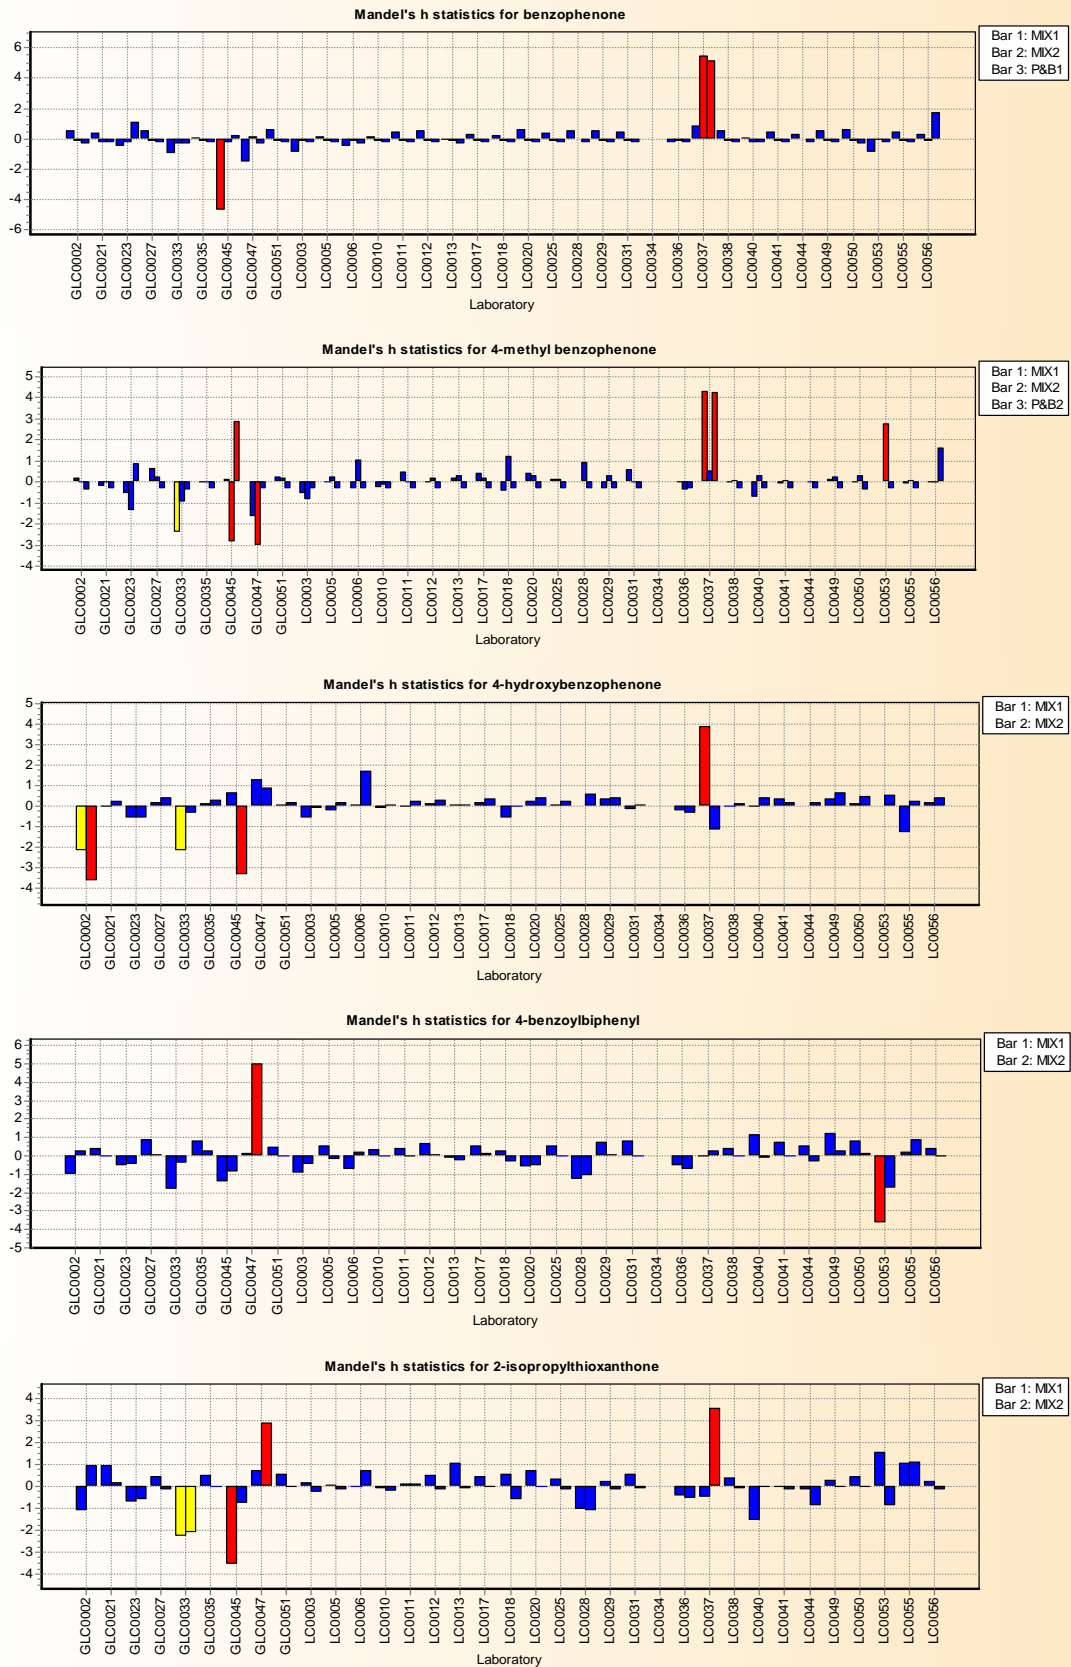 Mandel's h statistics for benzophenone
Bar 1: MIX1
Bar 2: MIX2
Bar 3: P&B1
6
4
2
0
-2
-4
-6
GLC0002 GLC0021 GLC0023 GLC0027 GLC0033 GLC0035 GLC0045 GLC0047 GLC0051 LC0003 LC0005 LC0006 LC0010 LC0011 LC0012 LC0013 LC0017 LC0018 LC0020 LC0025 LC0028 LC0029 LC0031 LC0034 LC0036 LC0037 LC0038 LC0040 LC0041 LC0044 LC0049 LC0050 LC0053 LC0055 LC0056
Laboratory
Mandel's h statistics for 4-methyl benzophenone
Bar 1: MIX1
Bar 2: MIX2
Bar 3: P&B2
5
4
3
2
1
0
-1
-2
-3
-4
GLC0002 GLC0021 GLC0023 GLC0027 GLC0033 GLC0035 GLC0045 GLC0047 GLC0051 LC0003 LC0005 LC0006 LC0010 LC0011 LC0012 LC0013 LC0017 LC0018 LC0020 LC0025 LC0028 LC0029 LC0031 LC0034 LC0036 LC0037 LC0038 LC0040 LC0041 LC0044 LC0049 LC0050 LC0053 LC0055 LC0056
Laboratory
Mandel's h statistics for 4-hydroxybenzophenone
Bar 1: MIX1
Bar 2: MIX2
5
4
3
2
1
0
-1
-2
-3
-4
GLC0002 GLC0021 GLC0023 GLC0027 GLC0033 GLC0035 GLC0045 GLC0047 GLC0051 LC0003 LC0005 LC0006 LC0010 LC0011 LC0012 LC0013 LC0017 LC0018 LC0020 LC0025 LC0028 LC0029 LC0031 LC0034 LC0036 LC0037 LC0038 LC0040 LC0041 LC0044 LC0049 LC0050 LC0053 LC0055 LC0056
Laboratory
Mandel's h statistics for 4-benzoylbiphenyl
Bar 1: MIX1
Bar 2: MIX2
6
5
4
3
2
1
0
-1
-2
-3
-4
-5
GLC0002 GLC0021 GLC0023 GLC0027 GLC0033 GLC0035 GLC0045 GLC0047 GLC0051 LC0003 LC0005 LC0006 LC0010 LC0011 LC0012 LC0013 LC0017 LC0018 LC0020 LC0025 LC0028 LC0029 LC0031 LC0034 LC0036 LC0037 LC0038 LC0040 LC0041 LC0044 LC0049 LC0050 LC0053 LC0055 LC0056
Laboratory
Mandel's h statistics for 2-isopropylthioxanthone
Bar 1: MIX1
Bar 2: MIX2
4
3
2
1
0
-1
-2
-3
-4
GLC0002 GLC0021 GLC0023 GLC0027 GLC0033 GLC0035 GLC0045 GLC0047 GLC0051 LC0003 LC0005 LC0006 LC0010 LC0011 LC0012 LC0013 LC0017 LC0018 LC0020 LC0025 LC0028 LC0029 LC0031 LC0034 LC0036 LC0037 LC0038 LC0040 LC0041 LC0044 LC0049 LC0050 LC0053 LC0055 LC0056
Laboratory